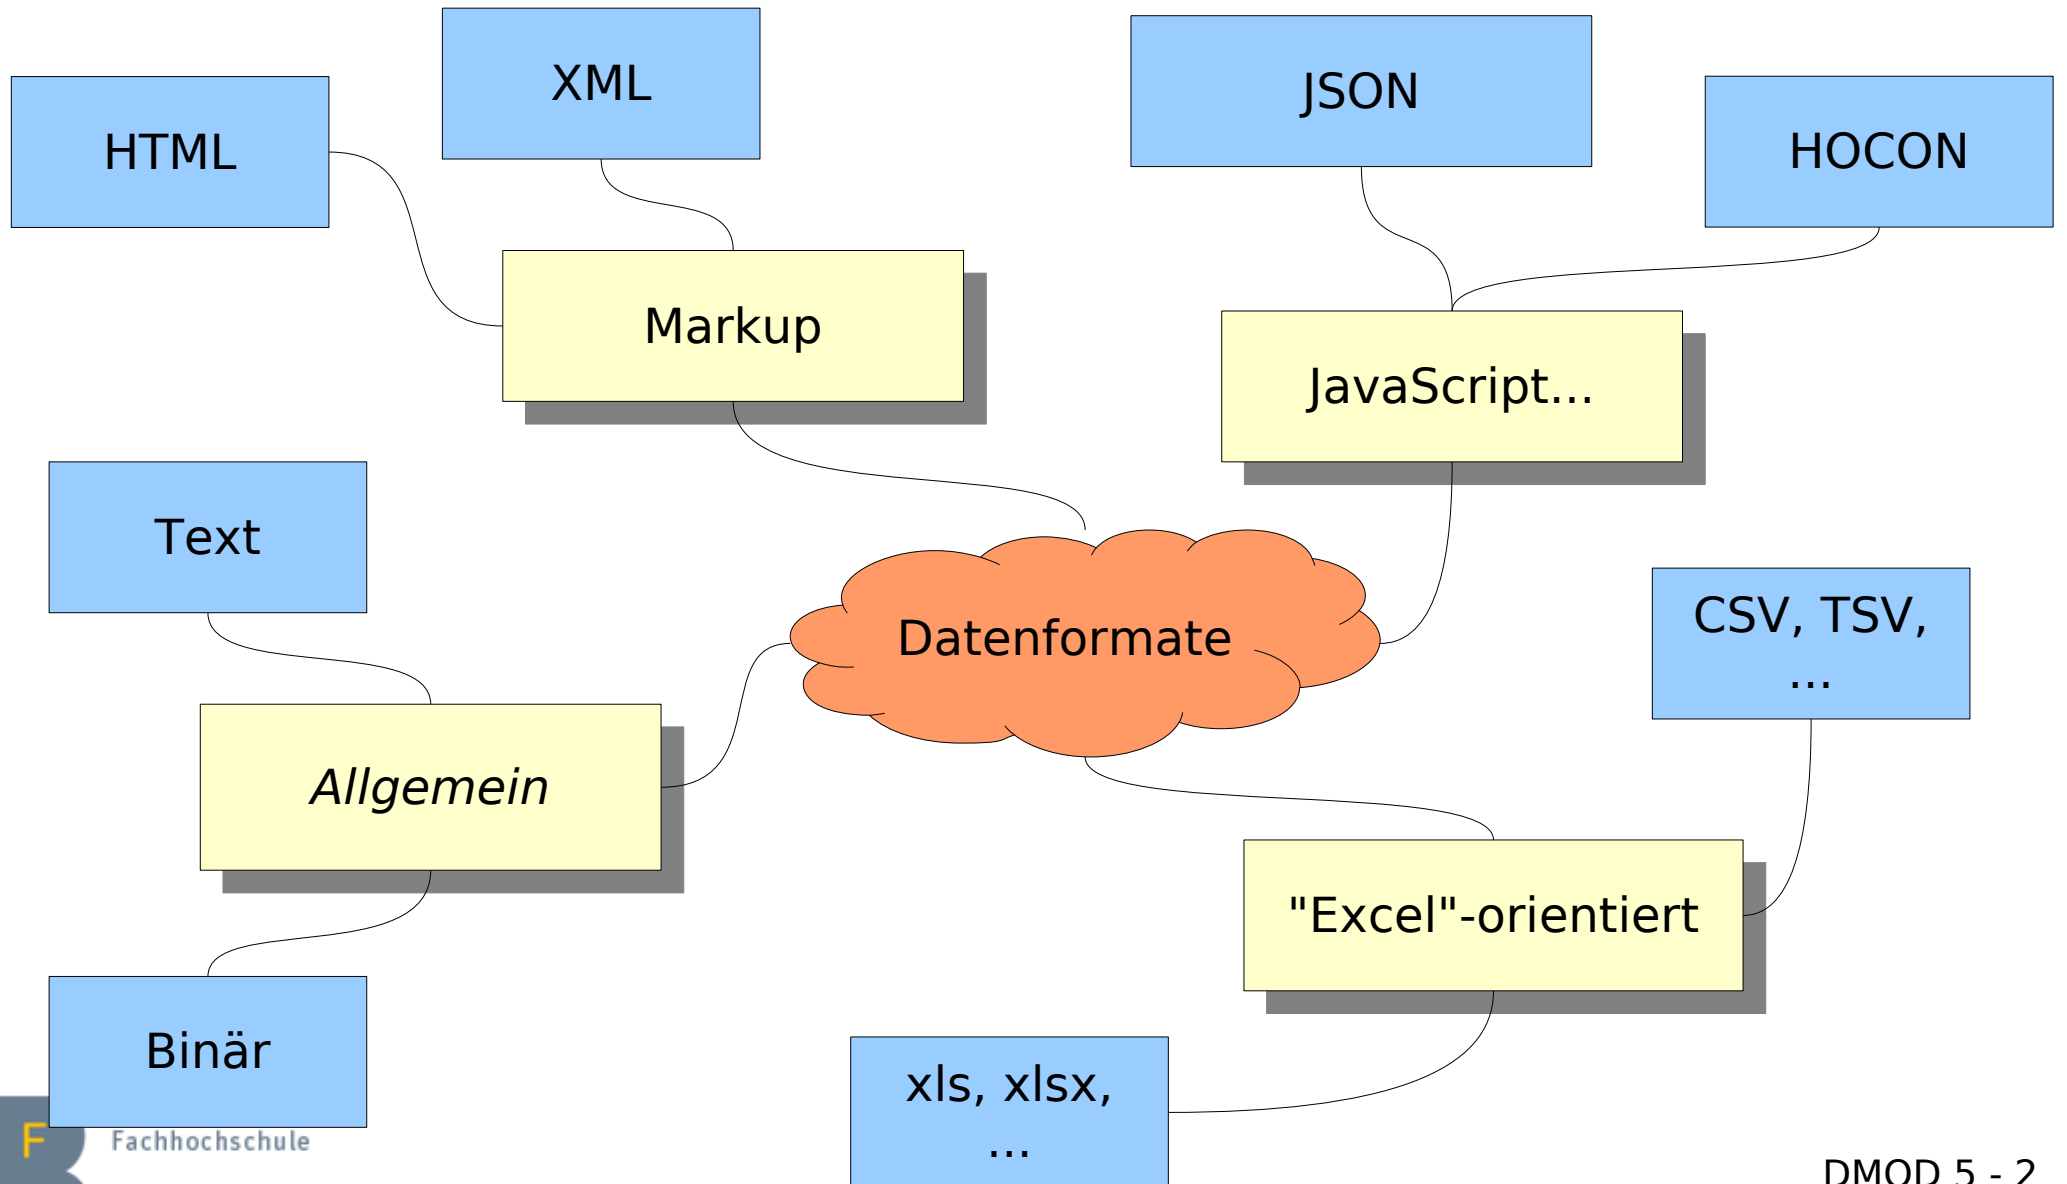 XML
JSON
HTML
HOCON
Markup
JavaScript...
Text
Datenformate
CSV, TSV,
...
Allgemein
"Excel"-orientiert
Binär
xls, xlsx,
...
F
Fachhochschule
DMOD 5 - 2